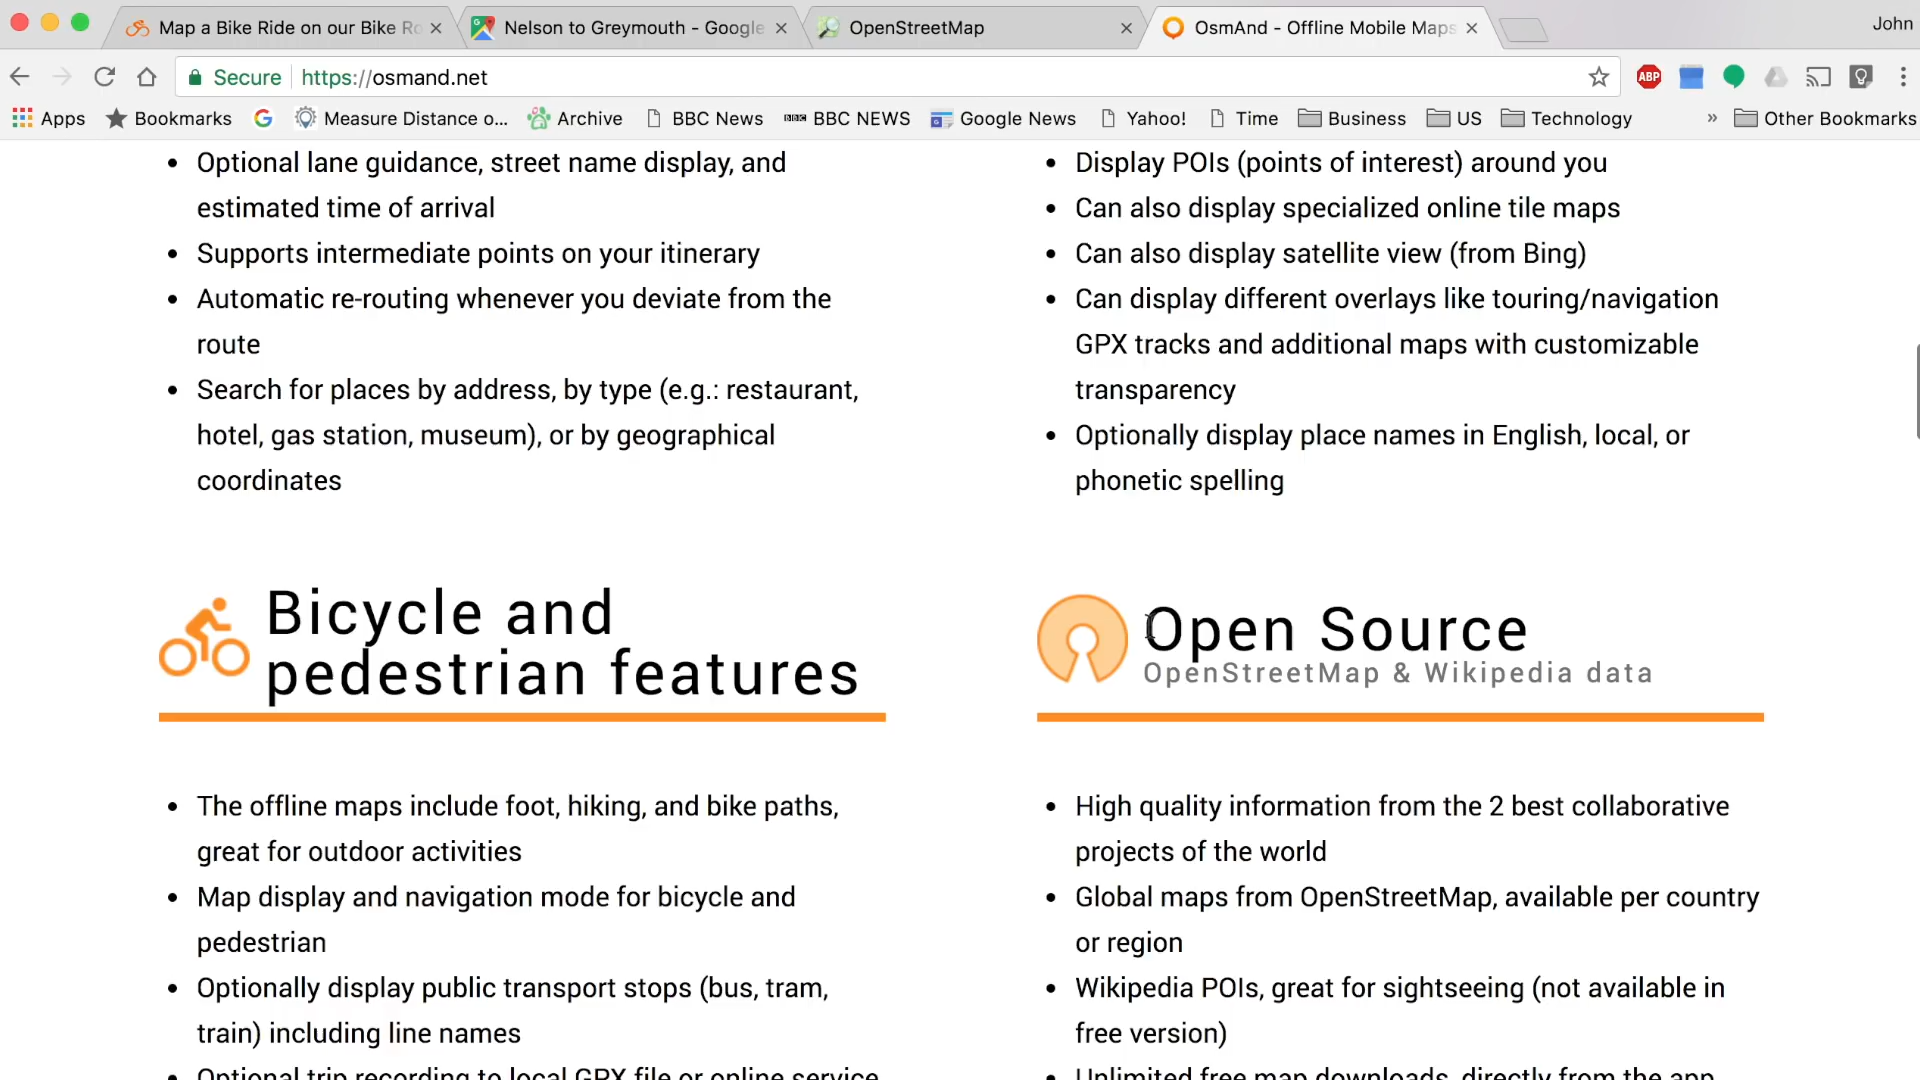 Map a Bike Ride on our Bike Ro
Nelson to Greymouth - Google
OpenStreetMap
OsmAnd - Offline Mobile Maps
John
Secure
https://osmand.net
ABP
Apps
Bookmarks
Measure Distance o...
Archive
BBC News
BBC NEWS
Google News
Yahoo!
Time
Business
US
Technology
»
Other Bookmarks
• Optional lane guidance, street name display, and
estimated time of arrival
• Supports intermediate points on your itinerary
• Automatic re-routing whenever you deviate from the
route
• Search for places by address, by type (e.g.: restaurant,
hotel, gas station, museum), or by geographical
coordinates
• Display POIs (points of interest) around you
• Can also display specialized online tile maps
• Can also display satellite view (from Bing)
• Can display different overlays like touring/navigation
GPX tracks and additional maps with customizable
transparency
• Optionally display place names in English, local, or
phonetic spelling
Bicycle and
pedestrian features
• The offline maps include foot, hiking, and bike paths,
great for outdoor activities
• Map display and navigation mode for bicycle and
pedestrian
• Optionally display public transport stops (bus, tram,
train) including line names
• Optional trip recording to local GPX file or online service
Open Source
OpenStreetMap & Wikipedia data
• High quality information from the 2 best collaborative
projects of the world
• Global maps from OpenStreetMap, available per country
or region
• Wikipedia POIs, great for sightseeing (not available in
free version)
• Unlimited free map downloads, directly from the app